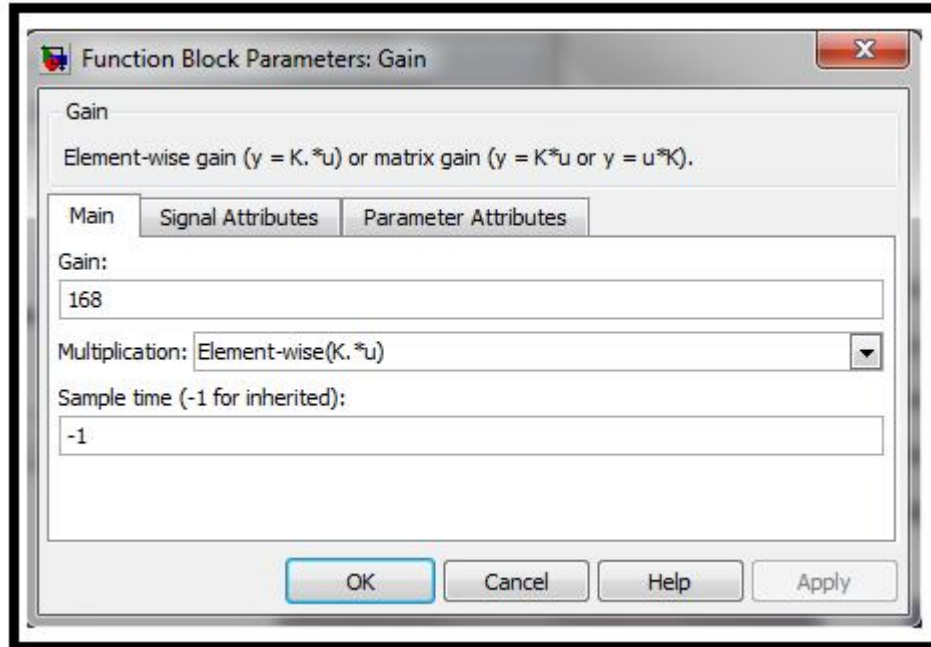 Function Block Parameters: Gain
Gain
Element-wise gain (y = K.*u) or matrix gain (y = K*u or y = u*K).
Main Signal Attributes Parameter Attributes
Gain:
168
Multiplication: Element-wise(K.*u)
Sample time (-1 for inherited):
-1
OK Cancel Help Apply